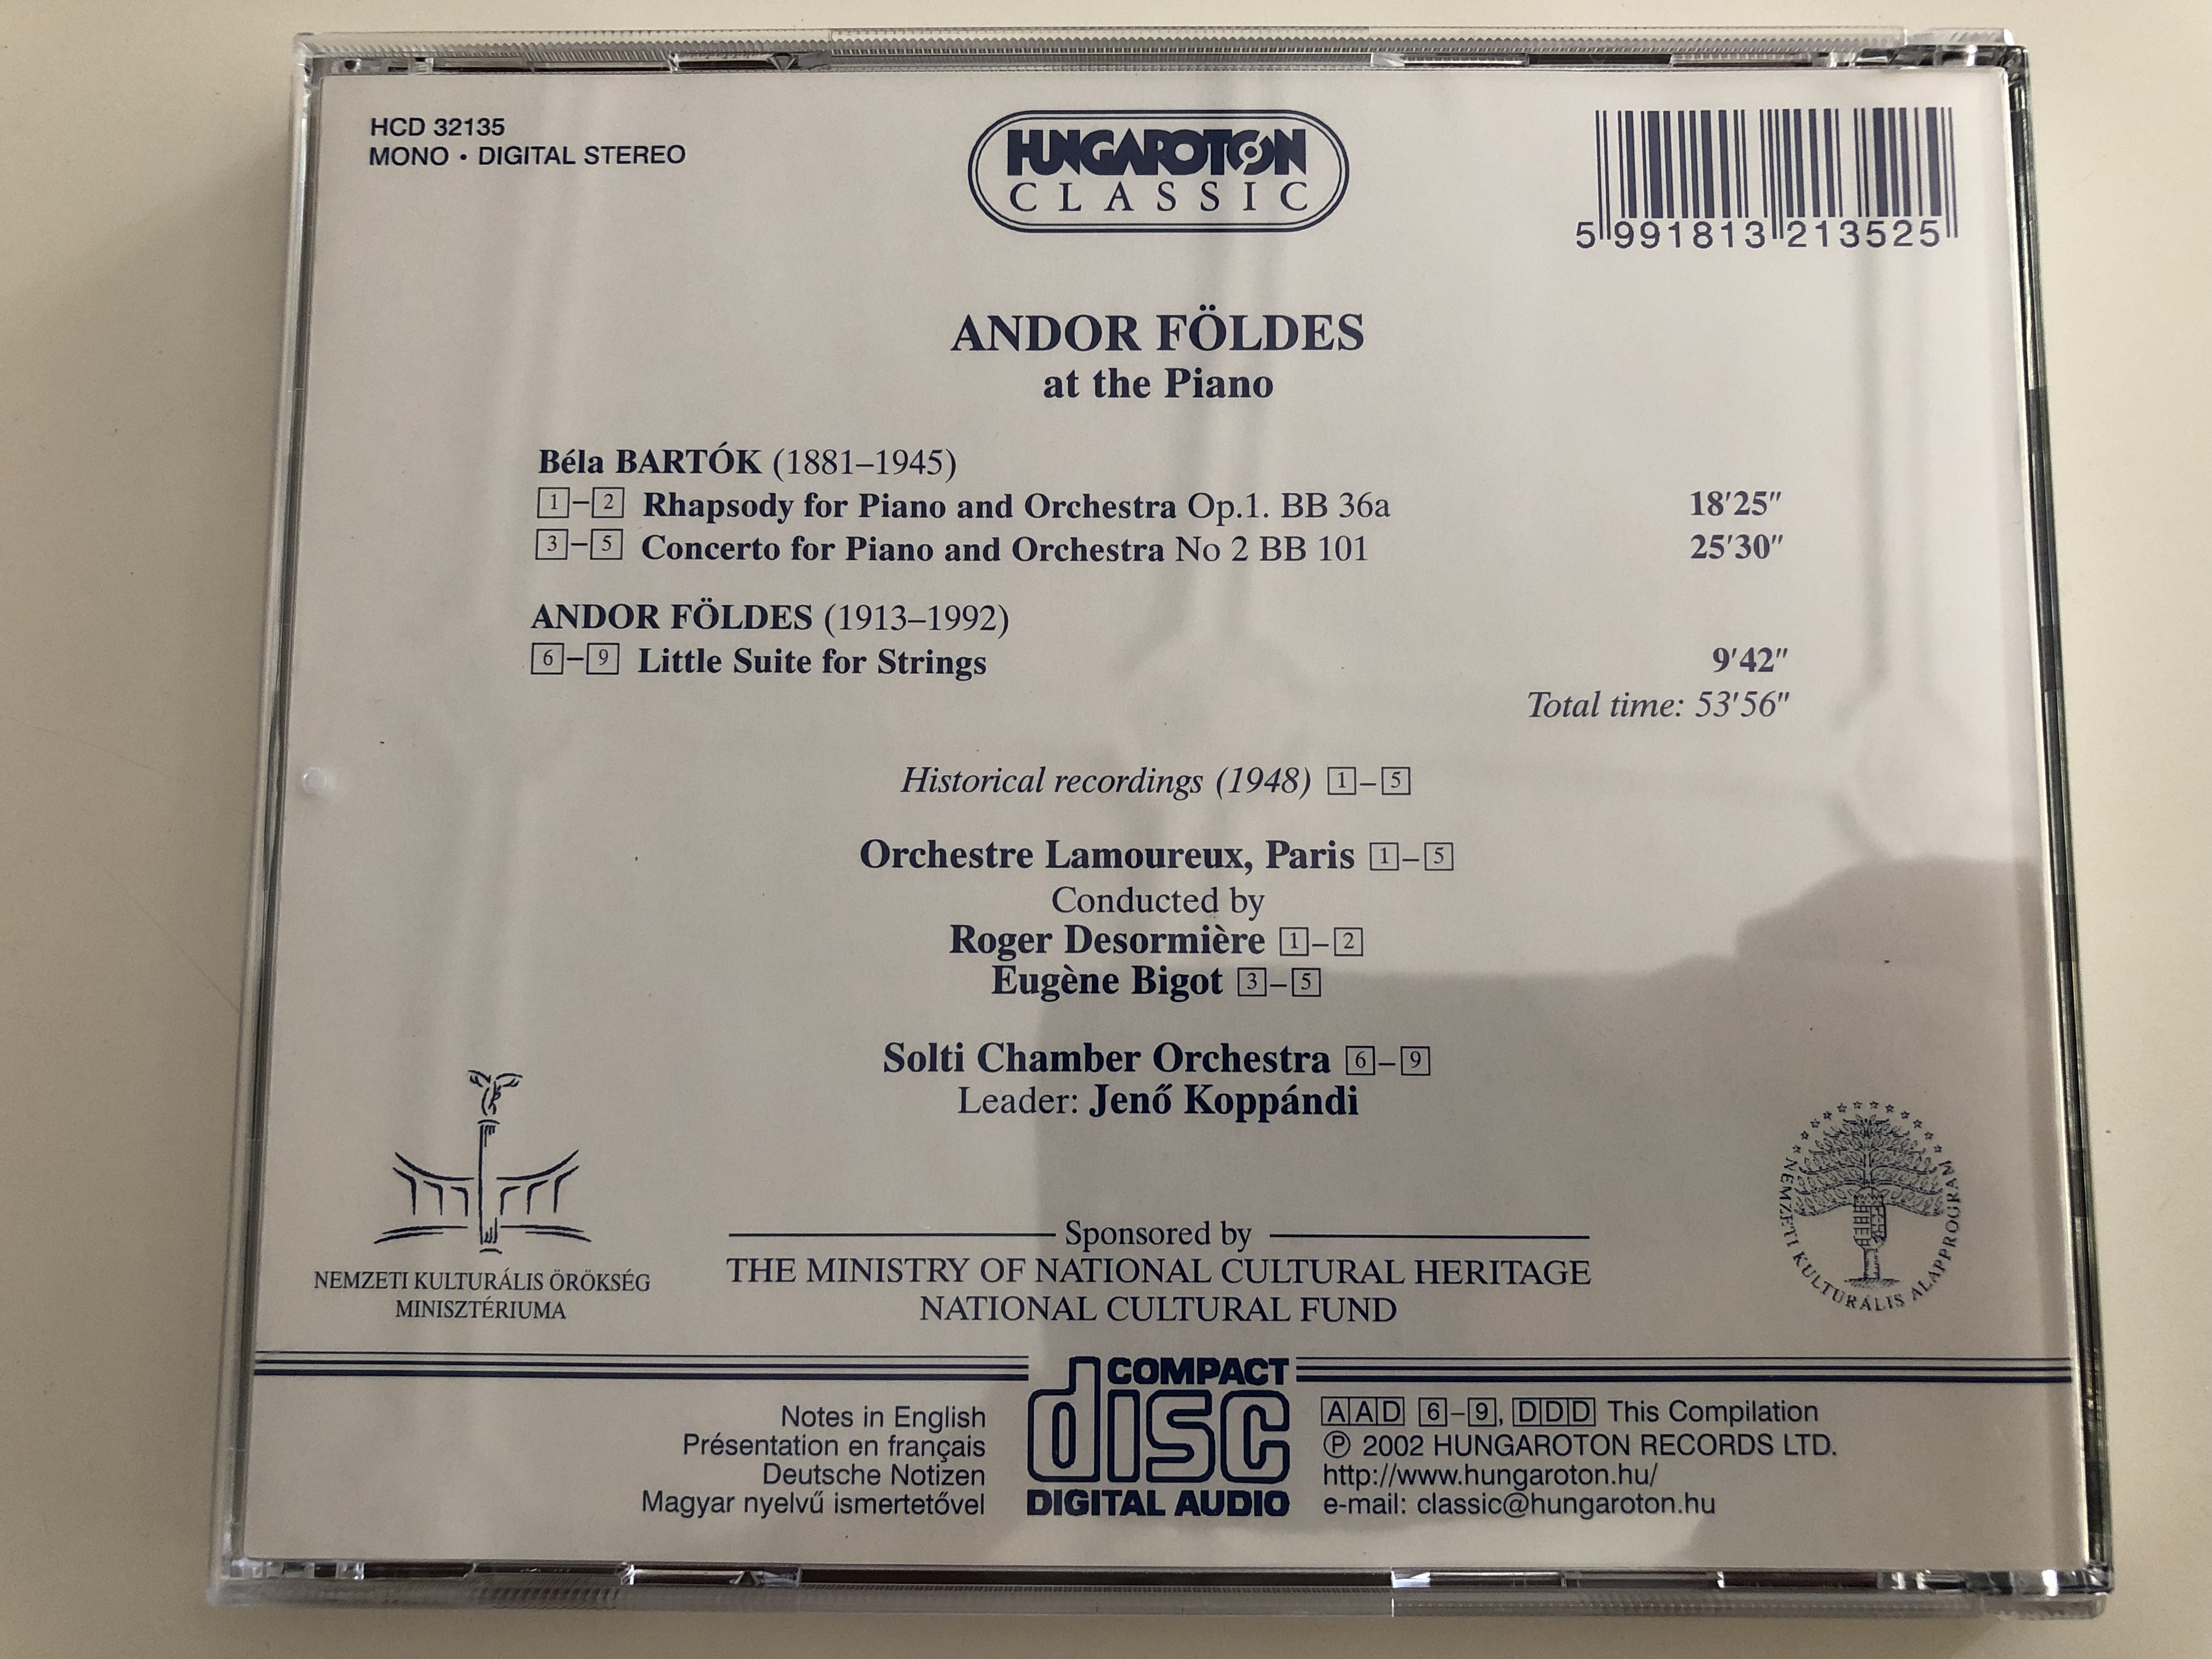 HCD 32135
MONO • DIGITAL STEREO
HUNGAROTON
CLASSIC
5 991813 213525
ANDOR FÖLDES
at the Piano
Béla BARTÓK (1881–1945)
1–2 Rhapsody for Piano and Orchestra Op.1. BB 36a 18'25"
3–5 Concerto for Piano and Orchestra No 2 BB 101 25'30"
ANDOR FÖLDES (1913–1992)
6–9 Little Suite for Strings 9'42"
Total time: 53'56"
Historical recordings (1948) 1–5
Orchestre Lamoureux, Paris 1–5
Conducted by
Roger Desormière 1–2
Eugène Bigot 3–5
Solti Chamber Orchestra 6–9
Leader: Jenő Koppándi
NEMZETI KULTURÁLIS ÖRÖKSÉG
MINISZTÉRIUMA
Sponsored by
THE MINISTRY OF NATIONAL CULTURAL HERITAGE
NATIONAL CULTURAL FUND
NEMZETI KULTURÁLIS ALAPPROGRAM
Notes in English
Présentation en français
Deutsche Notizen
Magyar nyelvű ismertetővel
COMPACT
disc
DIGITAL AUDIO
AAD 6–9, DDD This Compilation
℗ 2002 HUNGAROTON RECORDS LTD.
http://www.hungaroton.hu/
e-mail: classic@hungaroton.hu